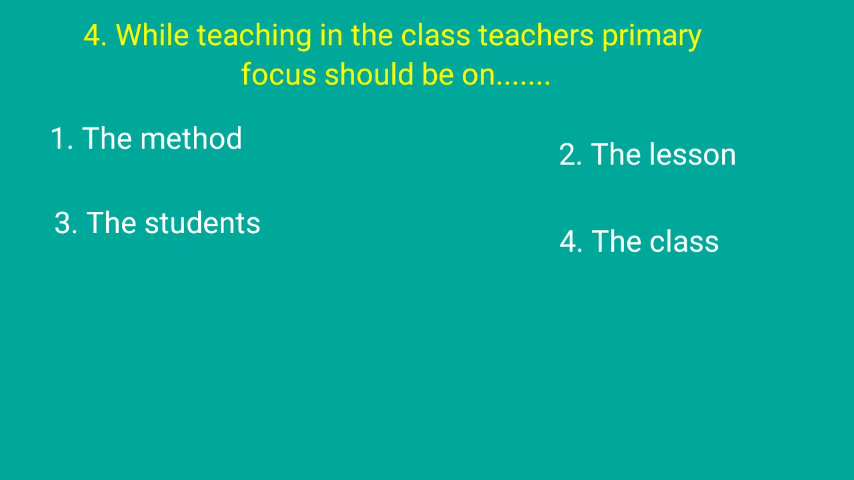 4. While teaching in the class teachers primary
focus should be on.......
1. The method
2. The lesson
3. The students
4. The class